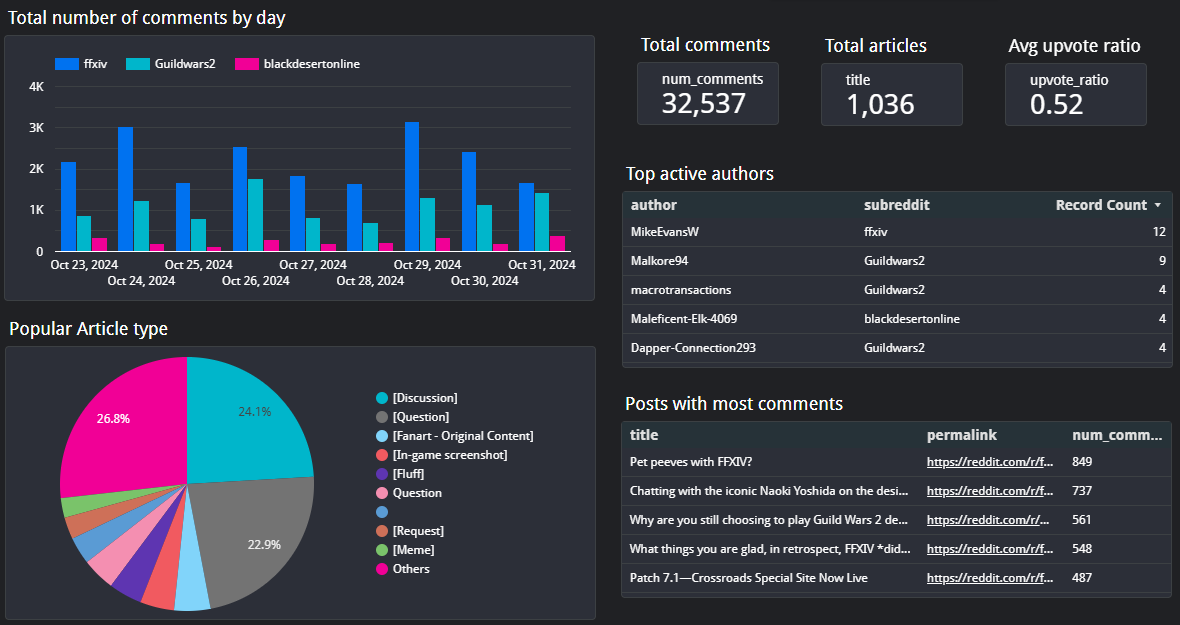 Total number of comments by day
ffxiv Guildwars2 blackdesertonline
4K
3K
2K
1K
0
Oct 23, 2024 Oct 25, 2024 Oct 27, 2024 Oct 29, 2024 Oct 31, 2024
Oct 24, 2024 Oct 26, 2024 Oct 28, 2024 Oct 30, 2024
Total comments
num_comments
32,537
Total articles
title
1,036
Avg upvote ratio
upvote_ratio
0.52
Top active authors
author subreddit Record Count
MikeEvansW ffxiv 12
Malkore94 Guildwars2 9
macrotransactions Guildwars2 4
Maleficent-Elk-4069 blackdesertonline 4
Dapper-Connection293 Guildwars2 4
Popular Article type
26.8%
24.1%
22.9%
[Discussion]
[Question]
[Fanart - Original Content]
[In-game screenshot]
[Fluff]
Question
[Request]
[Meme]
Others
Posts with most comments
title permalink num_comm...
Pet peeves with FFXIV? https://reddit.com/r/f... 849
Chatting with the iconic Naoki Yoshida on the desi... https://reddit.com/r/f... 737
Why are you still choosing to play Guild Wars 2 de... https://reddit.com/r/... 561
What things you are glad, in retrospect, FFXIV *did... https://reddit.com/r/f... 548
Patch 7.1—Crossroads Special Site Now Live https://reddit.com/r/f... 487